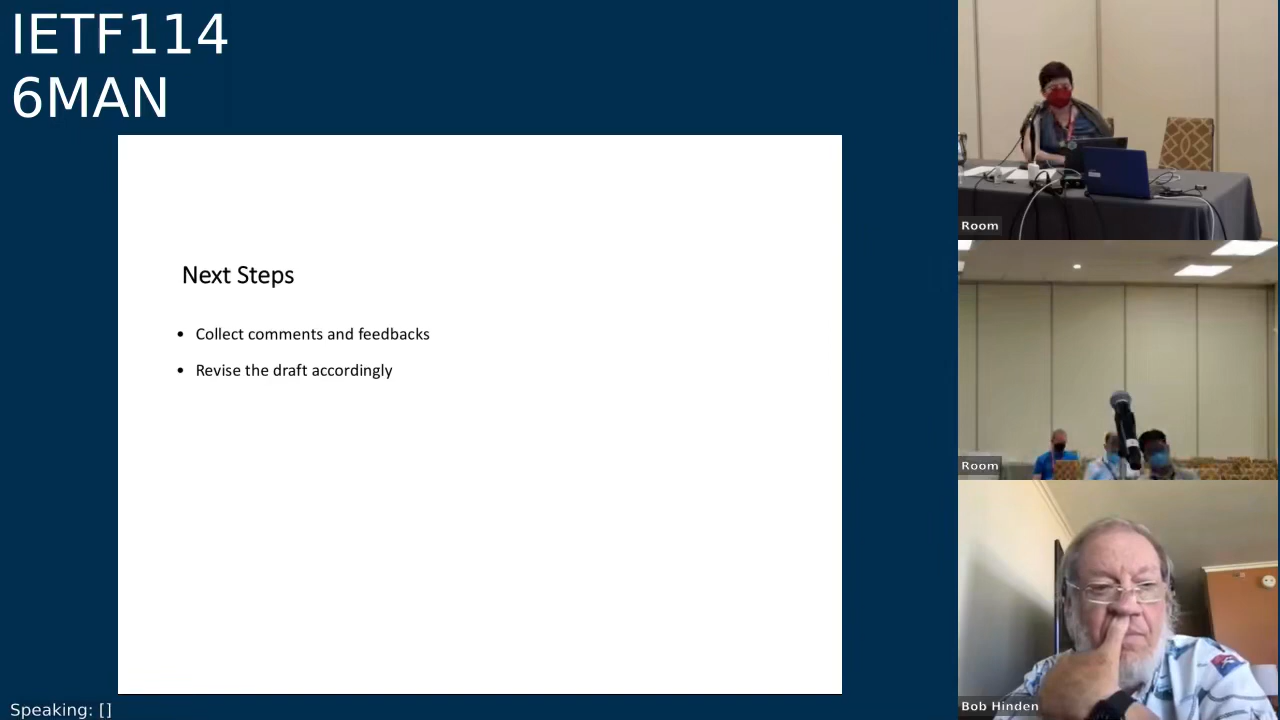 IETF114
6MAN
Next Steps
• Collect comments and feedbacks
• Revise the draft accordingly
Room
Room
Bob Hinden
Speaking: []